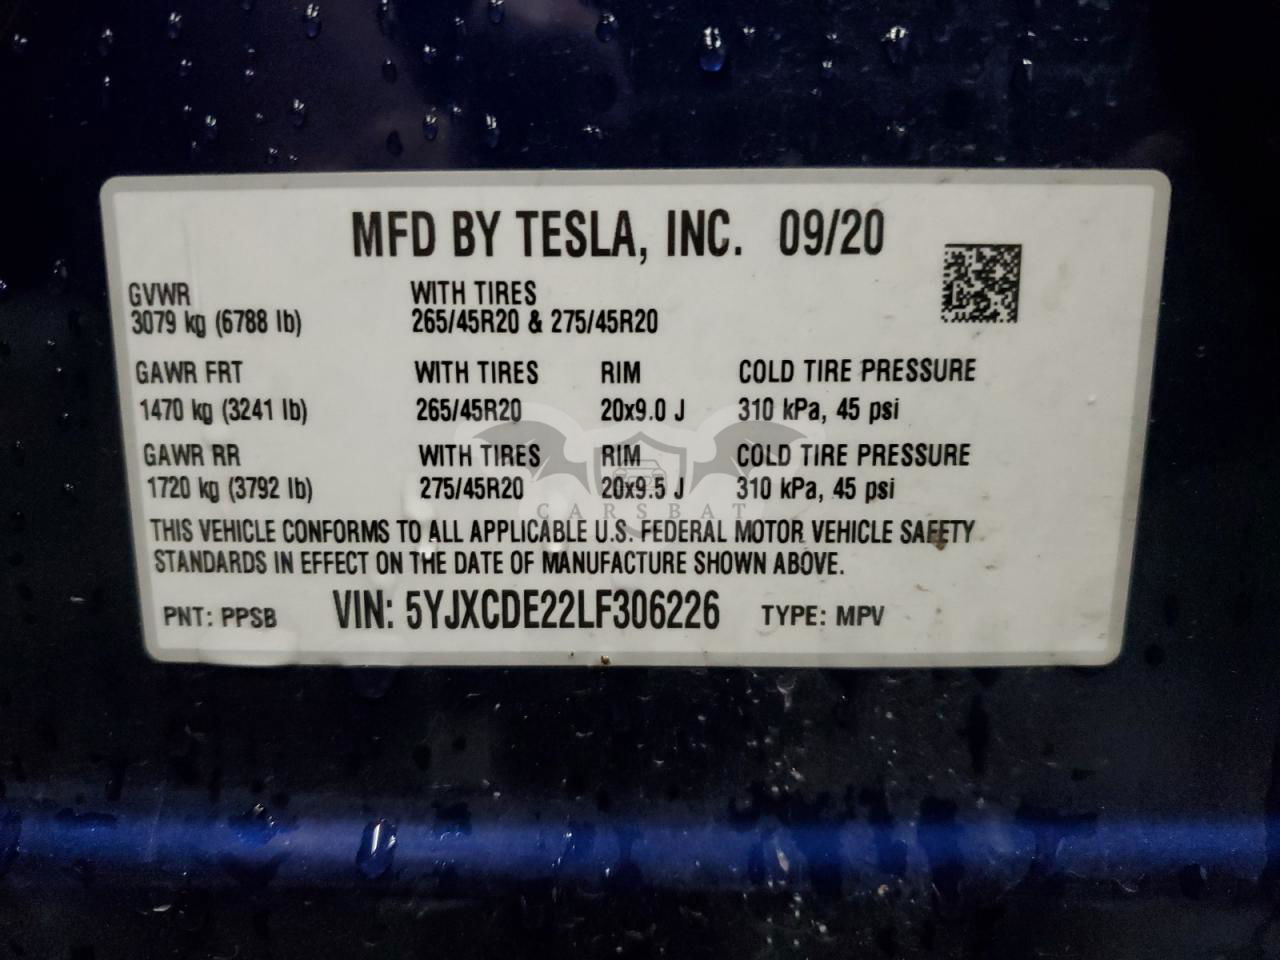 MFD BY TESLA, INC. 09/20
GVWR WITH TIRES
3079 kg (6788 lb) 265/45R20 & 275/45R20
GAWR FRT WITH TIRES RIM COLD TIRE PRESSURE
1470 kg (3241 lb) 265/45R20 20x9.0 J 310 kPa, 45 psi
GAWR RR WITH TIRES RIM COLD TIRE PRESSURE
1720 kg (3792 lb) 275/45R20 20x9.5 J 310 kPa, 45 psi
CARSBAT
THIS VEHICLE CONFORMS TO ALL APPLICABLE U.S. FEDERAL MOTOR VEHICLE SAFETY
STANDARDS IN EFFECT ON THE DATE OF MANUFACTURE SHOWN ABOVE.
PNT: PPSB VIN: 5YJXCDE22LF306226 TYPE: MPV